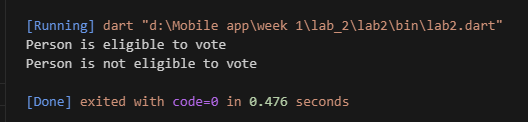 [Running] dart "d:\Mobile app\week 1\lab_2\lab2\bin\lab2.dart"
Person is eligible to vote
Person is not eligible to vote
[Done] exited with code=0 in 0.476 seconds